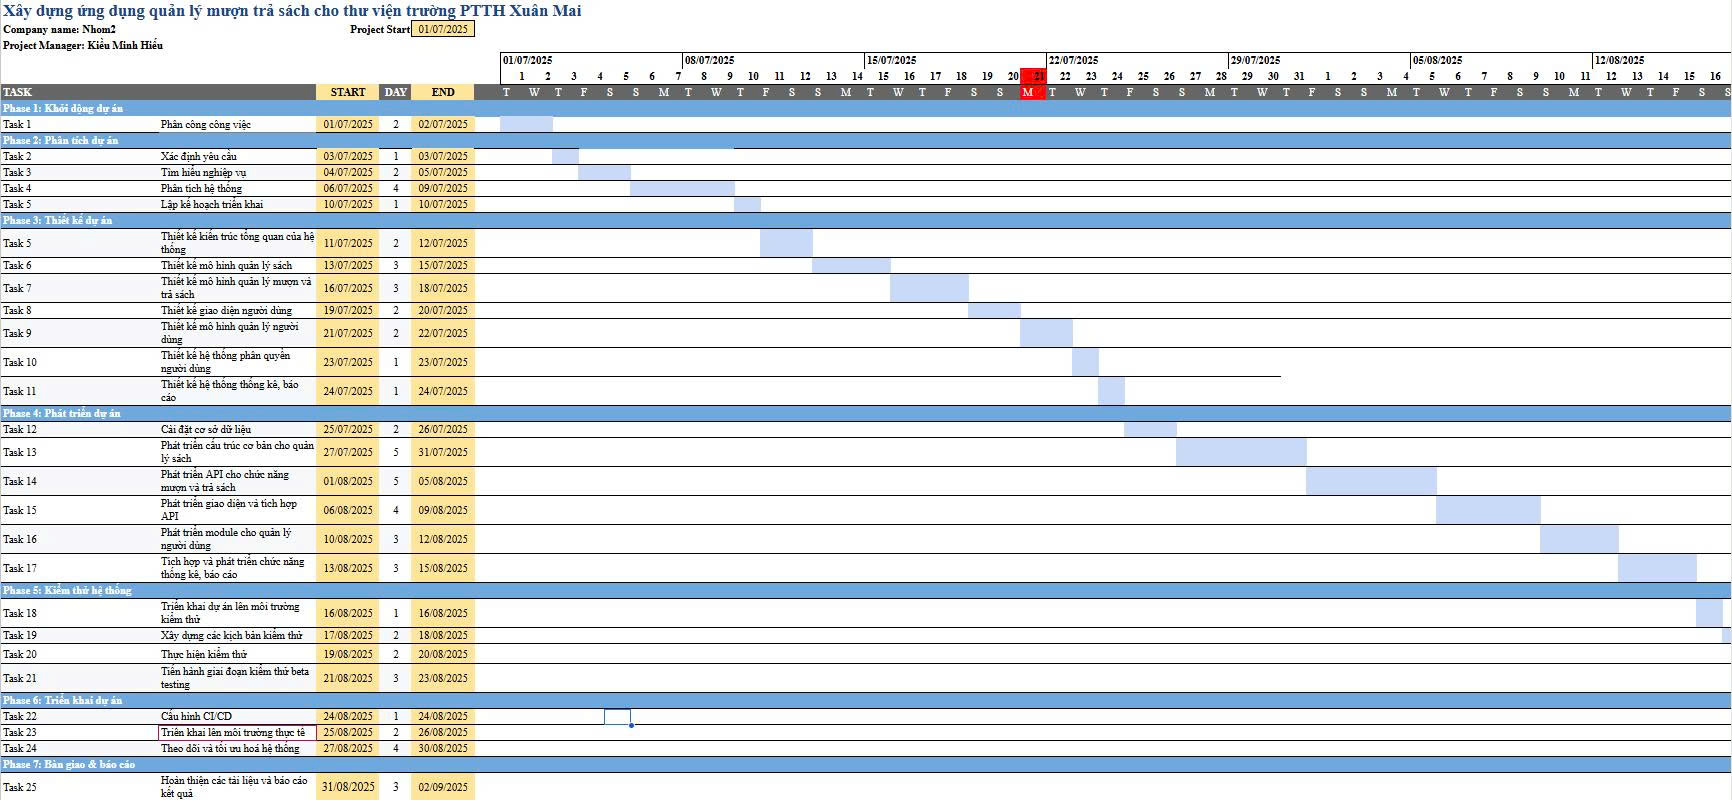 Xây dựng ứng dụng quản lý mượn trả sách cho thư viện trường PTTH Xuân Mai
Company name: Nhom2 Project Start 01/07/2025
Project Manager: Kiều Minh Hiếu
01/07/2025 08/07/2025 15/07/2025 22/07/2025 29/07/2025 05/08/2025 12/08/2025
1 2 3 4 5 6 7 8 9 10 11 12 13 14 15 16 17 18 19 20 21 22 23 24 25 26 27 28 29 30 31 1 2 3 4 5 6 7 8 9 10 11 12 13 14 15 16
TASK START DAY END T W T F S S M T W T F S S M T W T F S S M T W T F S S M T W T F S S M T W T F S S M T W T F S S
Phase 1: Khởi động dự án
Task 1 Phân công công việc 01/07/2025 2 02/07/2025
Phase 2: Phân tích dự án
Task 2 Xác định yêu cầu 03/07/2025 1 03/07/2025
Task 3 Tìm hiểu nghiệp vụ 04/07/2025 2 05/07/2025
Task 4 Phân tích hệ thống 06/07/2025 4 09/07/2025
Task 5 Lập kế hoạch triển khai 10/07/2025 1 10/07/2025
Phase 3: Thiết kế dự án
Task 5 Thiết kế kiến trúc tổng quan của hệ
thống 11/07/2025 2 12/07/2025
Task 6 Thiết kế mô hình quản lý sách 13/07/2025 3 15/07/2025
Task 7 Thiết kế mô hình quản lý mượn và
trả sách 16/07/2025 3 18/07/2025
Task 8 Thiết kế giao diện người dùng 19/07/2025 2 20/07/2025
Task 9 Thiết kế mô hình quản lý người
dùng 21/07/2025 2 22/07/2025
Task 10 Thiết kế hệ thống phân quyền
người dùng 23/07/2025 1 23/07/2025
Task 11 Thiết kế hệ thống thống kê, báo
cáo 24/07/2025 1 24/07/2025
Phase 4: Phát triển dự án
Task 12 Cài đặt cơ sở dữ liệu 25/07/2025 2 26/07/2025
Task 13 Phát triển cấu trúc cơ bản cho quản
lý sách 27/07/2025 5 31/07/2025
Task 14 Phát triển API cho chức năng
mượn và trả sách 01/08/2025 5 05/08/2025
Task 15 Phát triển giao diện và tích hợp
API 06/08/2025 4 09/08/2025
Task 16 Phát triển module cho quản lý
người dùng 10/08/2025 3 12/08/2025
Task 17 Tích hợp và phát triển chức năng
thống kê, báo cáo 13/08/2025 3 15/08/2025
Phase 5: Kiểm thử hệ thống
Task 18 Triển khai dự án lên môi trường
kiểm thử 16/08/2025 1 16/08/2025
Task 19 Xây dựng các kịch bản kiểm thử 17/08/2025 2 18/08/2025
Task 20 Thực hiện kiểm thử 19/08/2025 2 20/08/2025
Task 21 Tiến hành giai đoạn kiểm thử beta
testing 21/08/2025 3 23/08/2025
Phase 6: Triển khai dự án
Task 22 Cấu hình CI/CD 24/08/2025 1 24/08/2025
Task 23 Triển khai lên môi trường thực tế 25/08/2025 2 26/08/2025
Task 24 Theo dõi và tối ưu hoá hệ thống 27/08/2025 4 30/08/2025
Phase 7: Bàn giao & báo cáo
Task 25 Hoàn thiện các tài liệu và báo cáo
kết quả 31/08/2025 3 02/09/2025